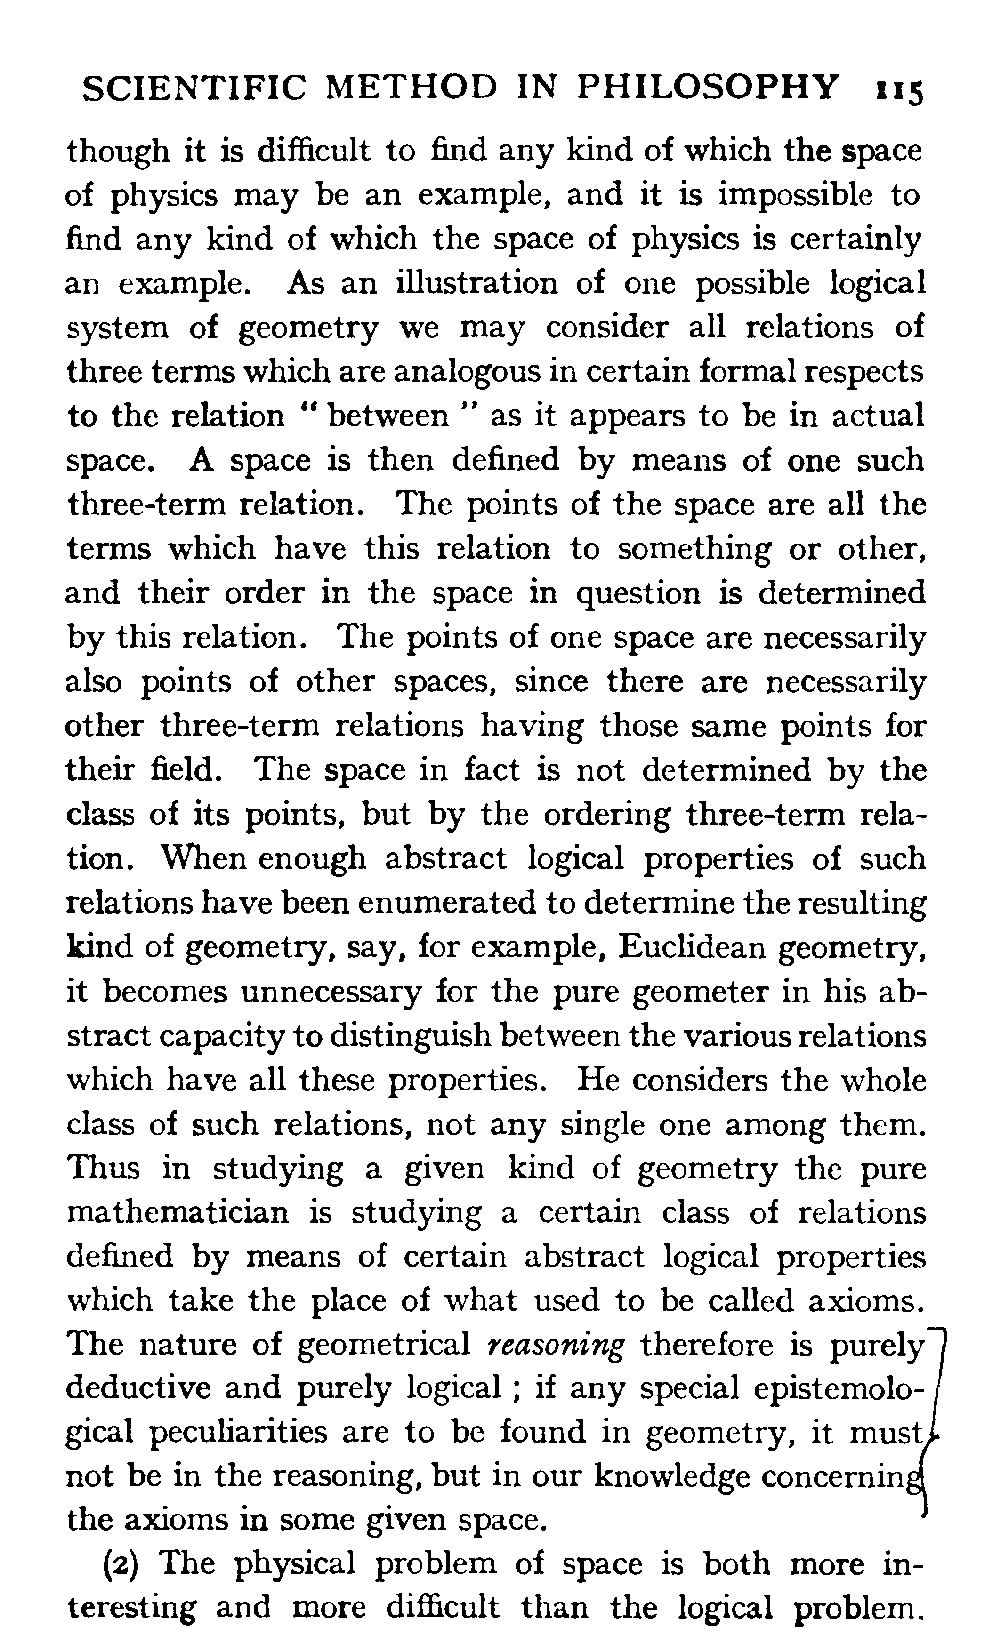 SCIENTIFIC METHOD IN PHILOSOPHY 115
though it is difficult to find any kind of which the space
of physics may be an example, and it is impossible to
find any kind of which the space of physics is certainly
an example. As an illustration of one possible logical
system of geometry we may consider all relations of
three terms which are analogous in certain formal respects
to the relation “ between ” as it appears to be in actual
space. A space is then defined by means of one such
three-term relation. The points of the space are all the
terms which have this relation to something or other,
and their order in the space in question is determined
by this relation. The points of one space are necessarily
also points of other spaces, since there are necessarily
other three-term relations having those same points for
their field. The space in fact is not determined by the
class of its points, but by the ordering three-term rela-
tion. When enough abstract logical properties of such
relations have been enumerated to determine the resulting
kind of geometry, say, for example, Euclidean geometry,
it becomes unnecessary for the pure geometer in his ab-
stract capacity to distinguish between the various relations
which have all these properties. He considers the whole
class of such relations, not any single one among them.
Thus in studying a given kind of geometry the pure
mathematician is studying a certain class of relations
defined by means of certain abstract logical properties
which take the place of what used to be called axioms.
The nature of geometrical reasoning therefore is purely
deductive and purely logical ; if any special epistemolo-
gical peculiarities are to be found in geometry, it must
not be in the reasoning, but in our knowledge concerning
the axioms in some given space.
(2) The physical problem of space is both more in-
teresting and more difficult than the logical problem.